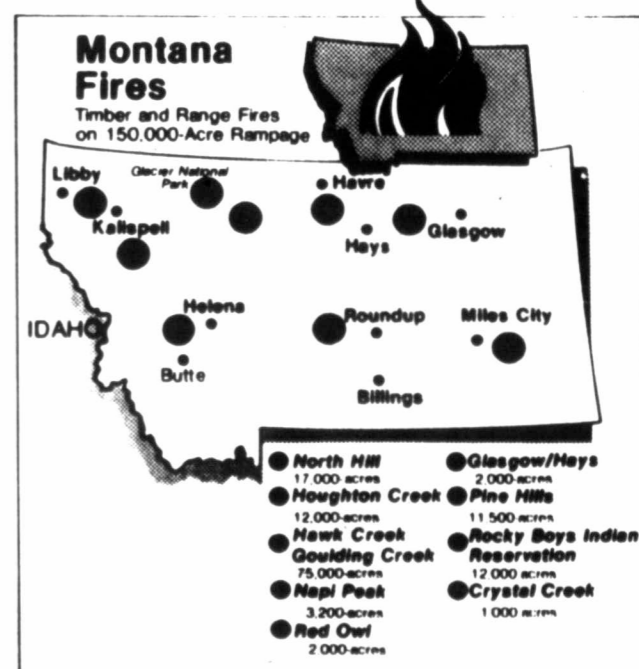 Montana
Fires
Timber and Range Fires
on 150,000-Acre Rampage
Libby
Glacier National
Park
Havre
Kalispell
Hays
Glasgow
IDAHO
Helena
Roundup
Miles City
Butte
Billings
North Hill
17,000-acres
Houghton Creek
12,000-acres
Hawk Creek
Goulding Creek
75,000-acres
Napi Peak
3,200-acres
Red Owl
2,000-acres
Glasgow/Hays
2,000-acres
Pine Hills
11,500-acres
Rocky Boys Indian
Reservation
12,000 acres
Crystal Creek
1,000 acres